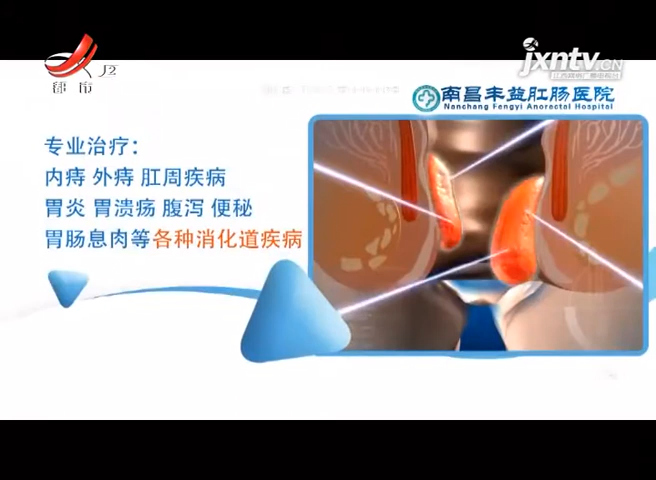 J2
都市
jxntv.CN
南昌丰益肛肠医院
Nanchang Fengyi Anorectal Hospital
专业治疗：
内痔 外痔 肛周疾病
胃炎 胃溃疡 腹泻 便秘
胃肠息肉等各种消化道疾病